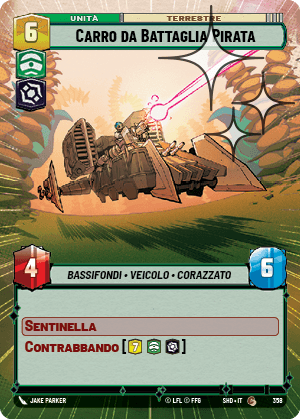 UNITÀ
TERRESTRE
6
Carro da Battaglia Pirata
4
BASSIFONDI • VEICOLO • CORAZZATO
6
Sentinella
Contrabbando [7]
JAKE PARKER
© LFL © FFG
SHD • IT
358